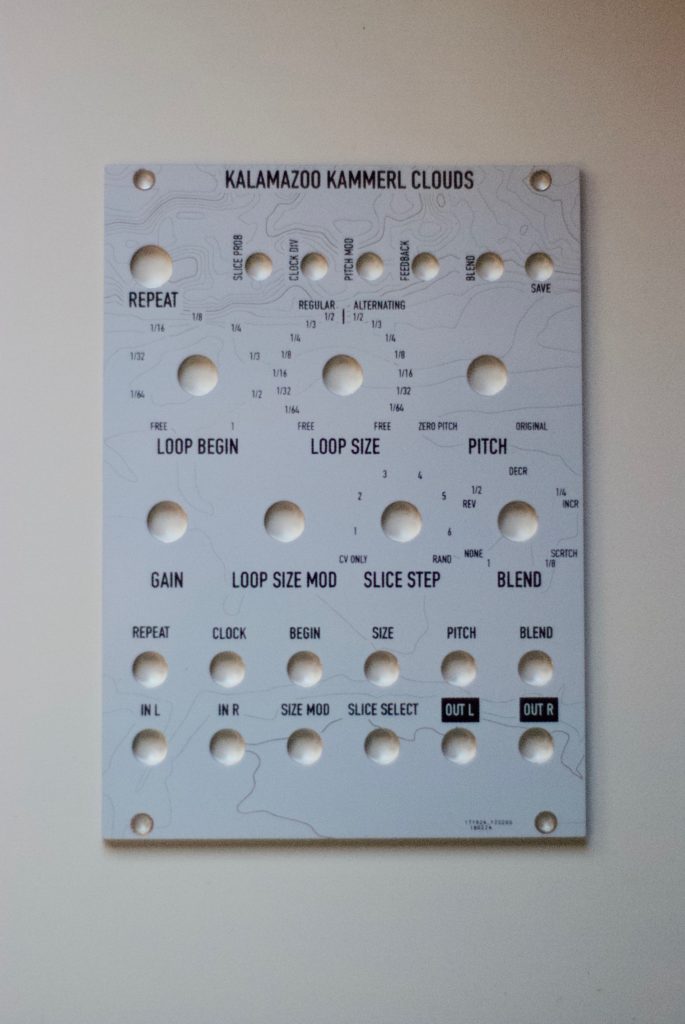 KALAMAZOO KAMMERL CLOUDS
SLICE PROB
CLOCK DIV
PITCH MOD
FEEDBACK
BLEND
SAVE
REPEAT
REGULAR
ALTERNATING
1/64
1/32
1/16
1/8
1/4
1/3
1/2
FREE
1
LOOP BEGIN
1/64
1/32
1/16
1/8
1/4
1/3
1/2 | 1/2
1/3
1/4
1/8
1/16
1/32
1/64
FREE
FREE
LOOP SIZE
ZERO PITCH
ORIGINAL
PITCH
GAIN
LOOP SIZE MOD
CV ONLY
1
2
3
4
5
6
RAND
SLICE STEP
NONE
1
1/2
REV
DECR
1/4
INCR
SCRTCH
1/8
BLEND
REPEAT
CLOCK
BEGIN
SIZE
PITCH
BLEND
IN L
IN R
SIZE MOD
SLICE SELECT
OUT L
OUT R